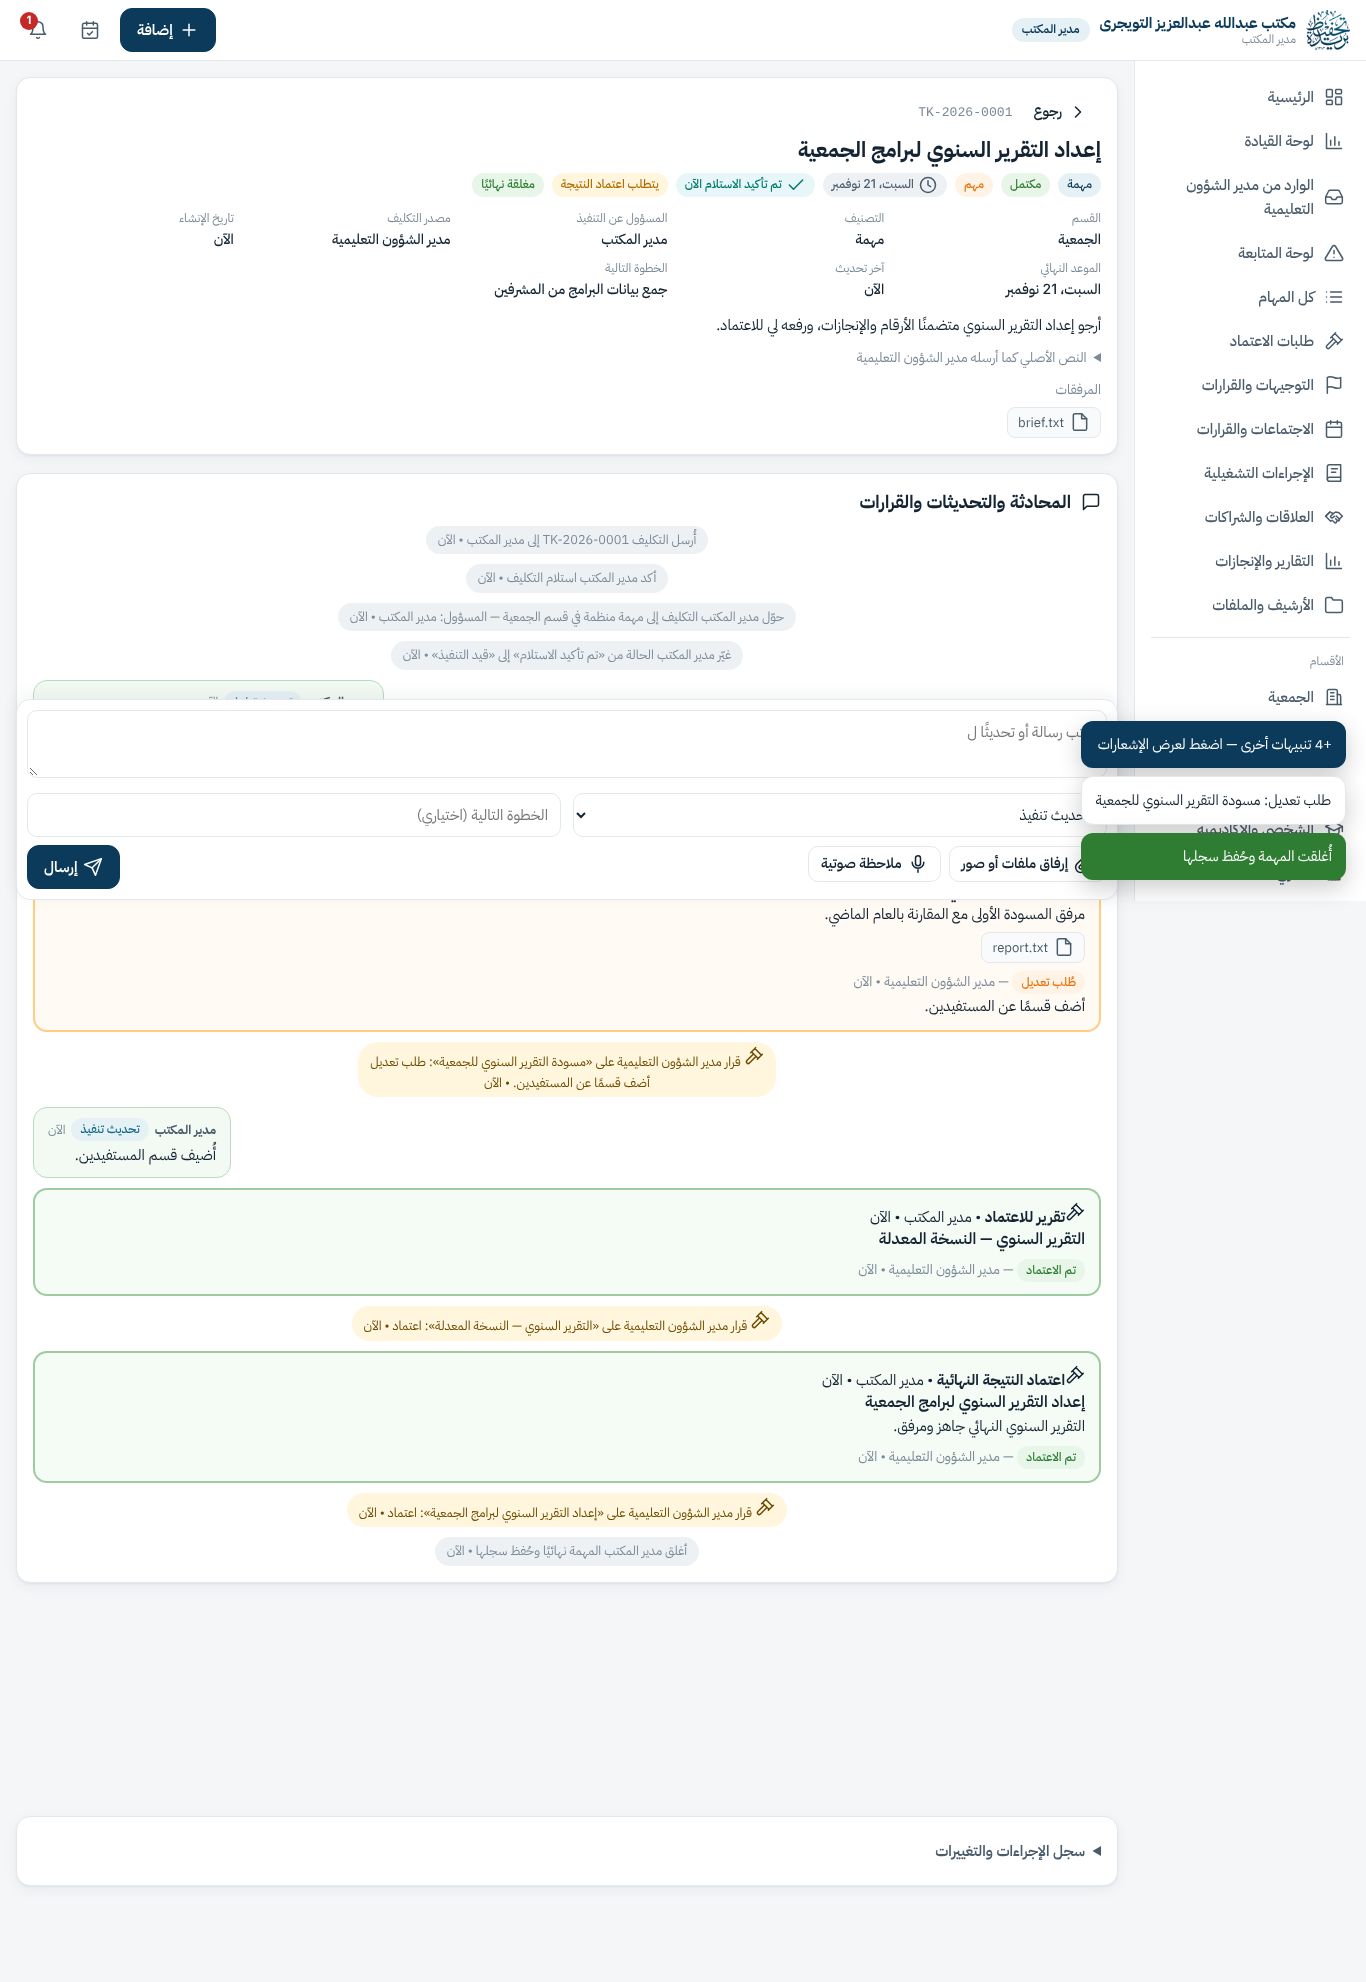 مكتب عبدالله عبدالعزيز التويجري
مدير المكتب
مدير المكتب
إضافة
1
الرئيسية
لوحة القيادة
الوارد من مدير الشؤون
التعليمية
لوحة المتابعة
كل المهام
طلبات الاعتماد
التوجيهات والقرارات
الاجتماعات والقرارات
الإجراءات التشغيلية
العلاقات والشراكات
التقارير والإنجازات
الأرشيف والملفات
الأقسام
الجمعية
+4 تنبيهات أخرى — اضغط لعرض الإشعارات
طلب تعديل: مسودة التقرير السنوي للجمعية
أُغلقت المهمة وحُفظ سجلها
رجوع
TK-2026-0001
إعداد التقرير السنوي لبرامج الجمعية
مهمة
مكتمل
مهم
السبت، 21 نوفمبر
تم تأكيد الاستلام الآن
يتطلب اعتماد النتيجة
مغلقة نهائيًا
القسم
الجمعية
التصنيف
مهمة
المسؤول عن التنفيذ
مدير المكتب
مصدر التكليف
مدير الشؤون التعليمية
تاريخ الإنشاء
الآن
الموعد النهائي
السبت، 21 نوفمبر
آخر تحديث
الآن
الخطوة التالية
جمع بيانات البرامج من المشرفين
أرجو إعداد التقرير السنوي متضمنًا الأرقام والإنجازات، ورفعه لي للاعتماد.
النص الأصلي كما أرسله مدير الشؤون التعليمية
المرفقات
brief.txt
المحادثة والتحديثات والقرارات
أُرسل التكليف TK-2026-0001 إلى مدير المكتب • الآن
أكد مدير المكتب استلام التكليف • الآن
حوّل مدير المكتب التكليف إلى مهمة منظمة في قسم الجمعية — المسؤول: مدير المكتب • الآن
غيّر مدير المكتب الحالة من «تم تأكيد الاستلام» إلى «قيد التنفيذ» • الآن
رسالة أو تحديثًا ل
تنفيذ
الخطوة التالية (اختياري)
إرفاق ملفات أو صور
ملاحظة صوتية
إرسال
مرفق المسودة الأولى مع المقارنة بالعام الماضي.
report.txt
طُلب تعديل — مدير الشؤون التعليمية • الآن
أضف قسمًا عن المستفيدين.
قرار مدير الشؤون التعليمية على «مسودة التقرير السنوي للجمعية»: طلب تعديل
أضف قسمًا عن المستفيدين. • الآن
مدير المكتب تحديث تنفيذ الآن
أُضيف قسم المستفيدين.
تقرير للاعتماد • مدير المكتب • الآن
التقرير السنوي — النسخة المعدلة
تم الاعتماد — مدير الشؤون التعليمية • الآن
قرار مدير الشؤون التعليمية على «التقرير السنوي — النسخة المعدلة»: اعتماد • الآن
اعتماد النتيجة النهائية • مدير المكتب • الآن
إعداد التقرير السنوي لبرامج الجمعية
التقرير السنوي النهائي جاهز ومرفق.
تم الاعتماد — مدير الشؤون التعليمية • الآن
قرار مدير الشؤون التعليمية على «إعداد التقرير السنوي لبرامج الجمعية»: اعتماد • الآن
أغلق مدير المكتب المهمة نهائيًا وحُفظ سجلها • الآن
سجل الإجراءات والتغييرات